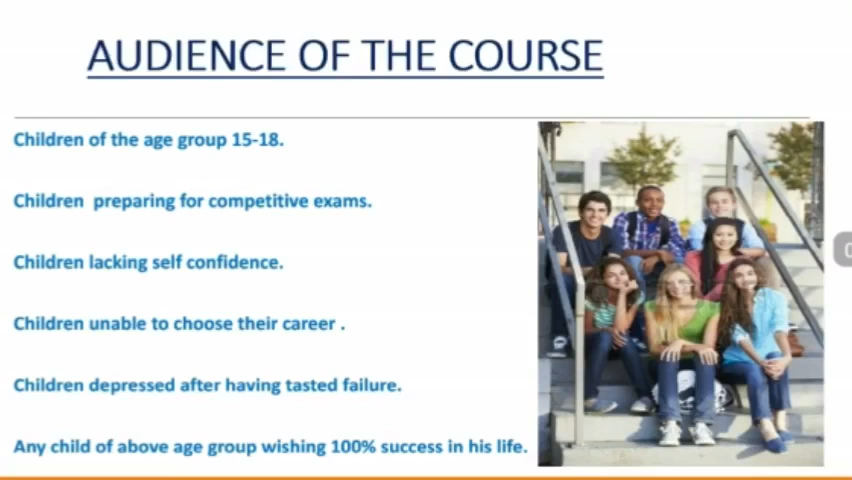 AUDIENCE OF THE COURSE
Children of the age group 15-18.
Children  preparing for competitive exams.
Children lacking self confidence.
Children unable to choose their career .
Children depressed after having tasted failure.
Any child of above age group wishing 100% success in his life.